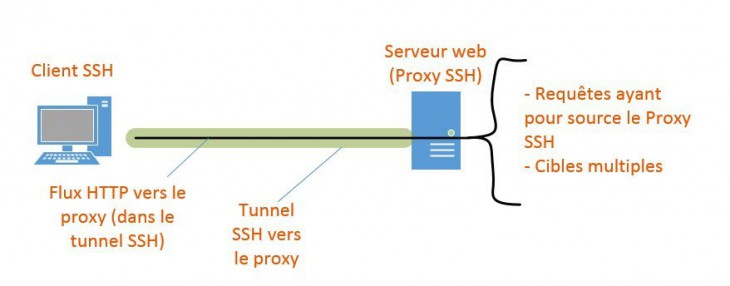 Client SSH
Serveur web
(Proxy SSH)
- Requêtes ayant
pour source le Proxy
SSH
- Cibles multiples
Flux HTTP vers le
proxy (dans le
tunnel SSH)
Tunnel
SSH vers
le proxy